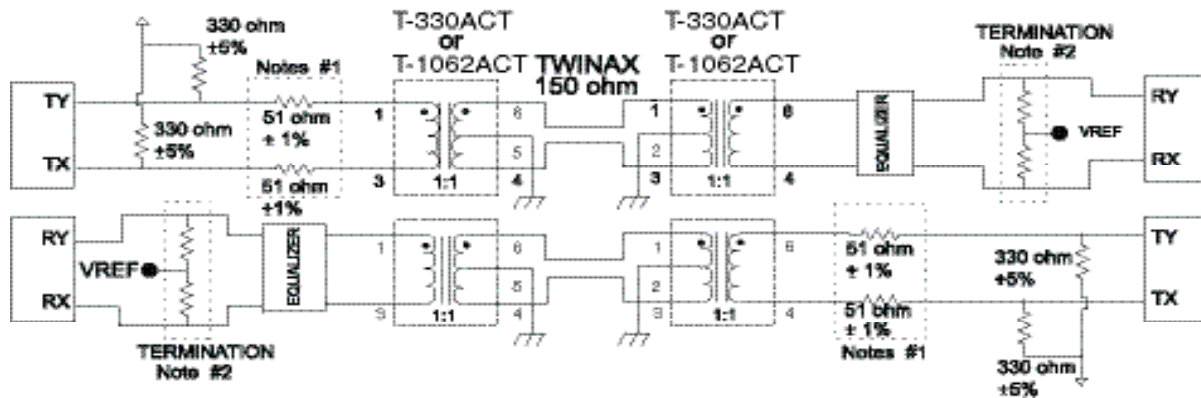 330 ohm
±5%
Notes #1
T-330ACT
or
T-1062ACT
TWINAX
150 ohm
T-330ACT
or
T-1062ACT
TERMINATION
Note #2
TY
TX
330 ohm
±5%
51 ohm
± 1%
51 ohm
±1%
1
3
1:1
6
5
4
1
2
3
1:1
6
4
EQUALIZER
VREF
RY
RX
RY
RX
VREF
TERMINATION
Note #2
EQUALIZER
1
3
1:1
6
5
4
1
2
3
1:1
6
4
51 ohm
± 1%
51 ohm
± 1%
Notes #1
330 ohm
±5%
330 ohm
±5%
TY
TX